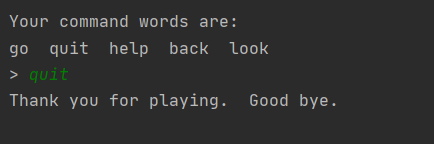 Your command words are:
go  quit  help  back  look
> quit
Thank you for playing.  Good bye.